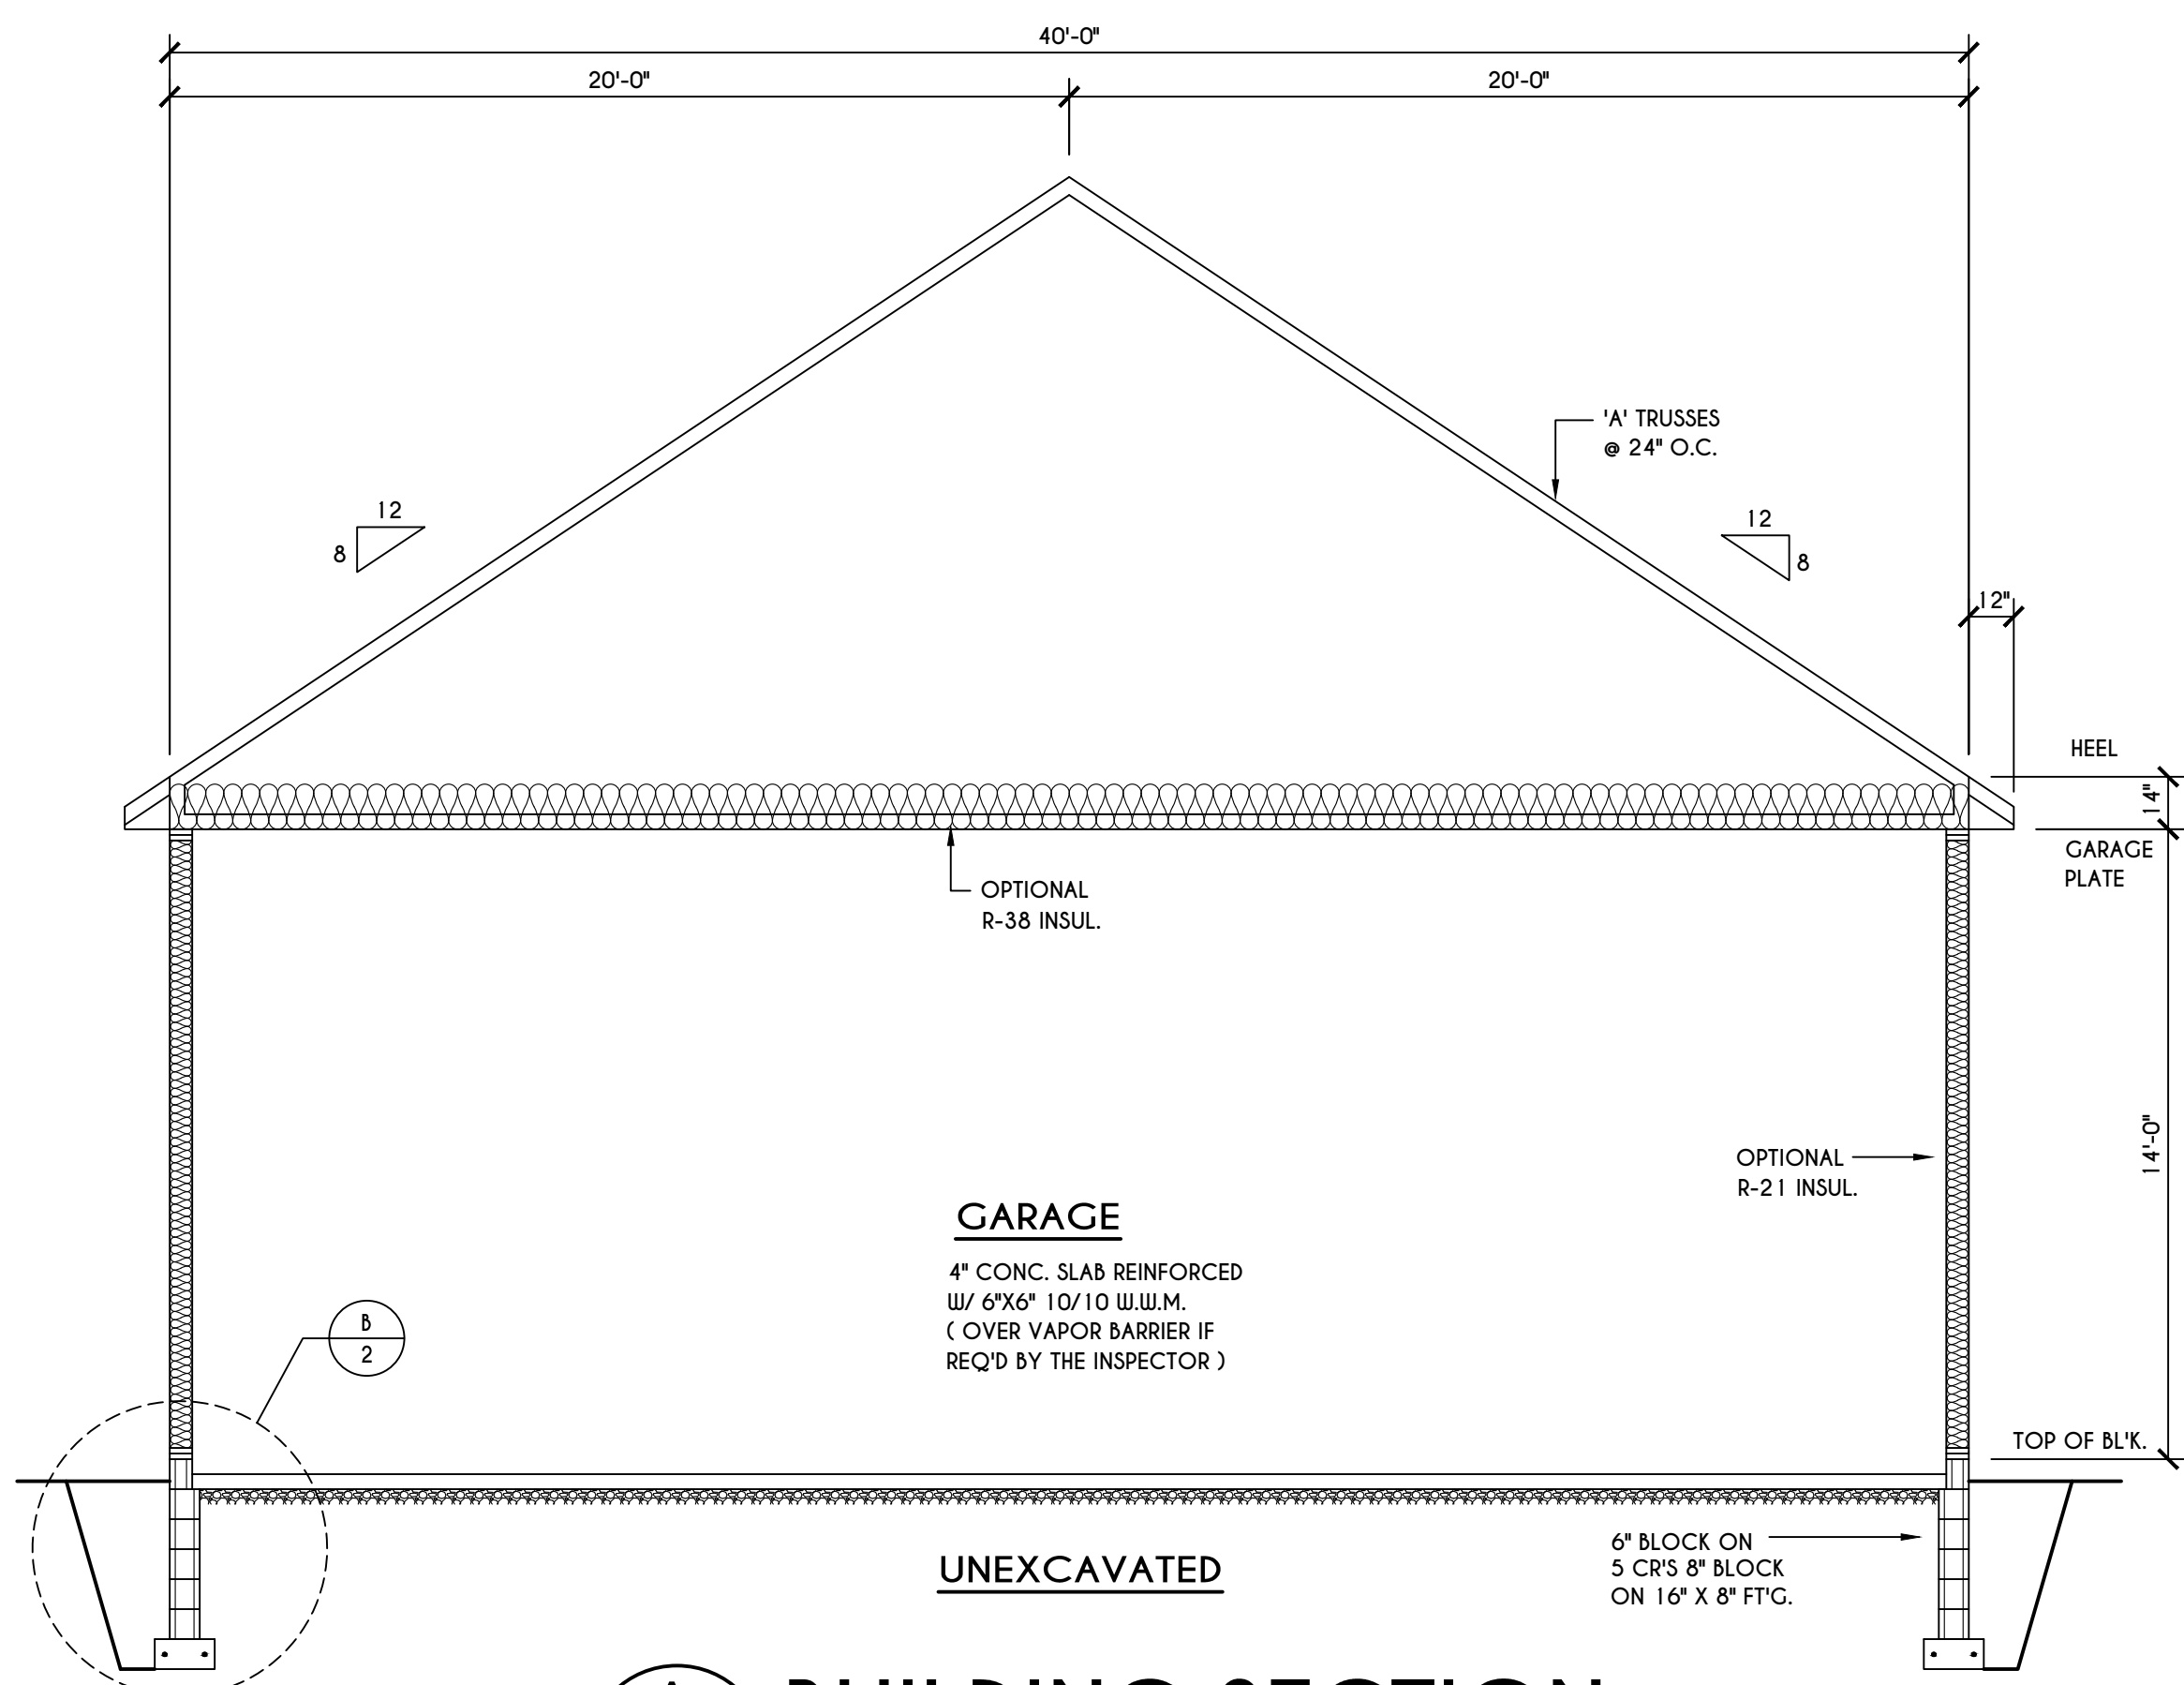 40'-0"
20'-0"
20'-0"
'A' TRUSSES
@ 24" O.C.
12
8
12
8
12"
HEEL
14"
GARAGE
PLATE
OPTIONAL
R-38 INSUL.
14'-0"
OPTIONAL
R-21 INSUL.
GARAGE
4" CONC. SLAB REINFORCED
W/ 6"X6" 10/10 W.W.M.
( OVER VAPOR BARRIER IF
REQ'D BY THE INSPECTOR )
B
2
TOP OF BL'K.
6" BLOCK ON
5 CR'S 8" BLOCK
ON 16" X 8" FT'G.
UNEXCAVATED
BUILDING SECTION